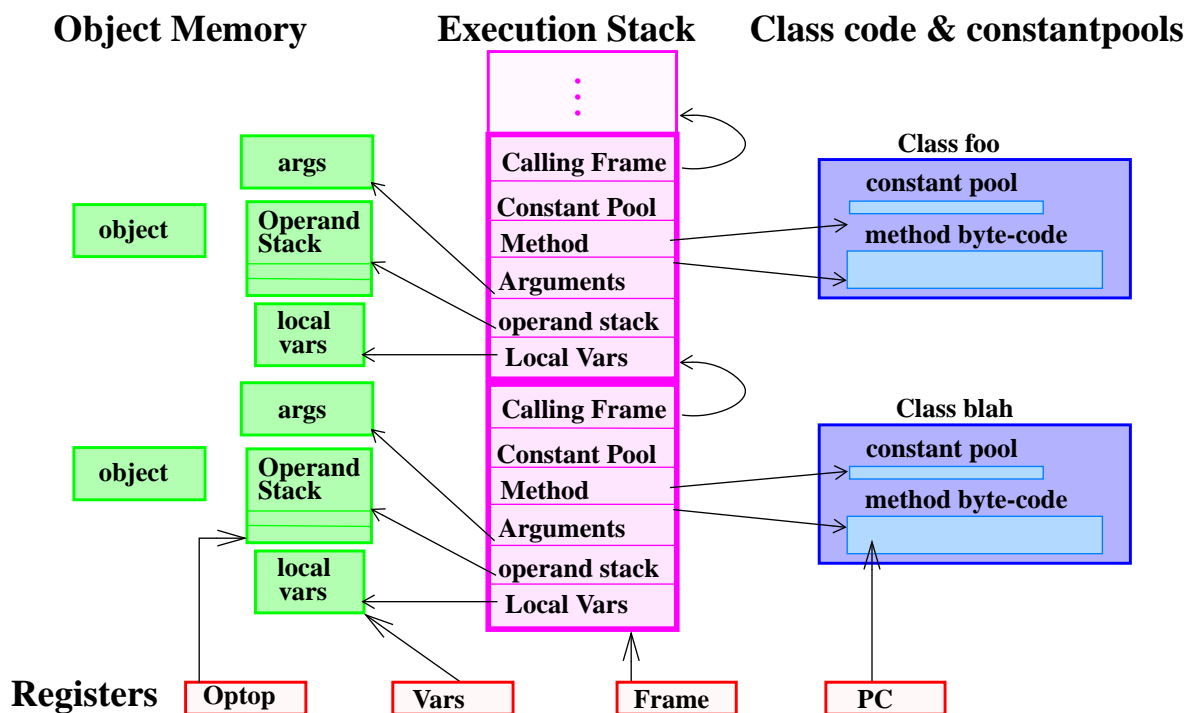 Object Memory
Execution Stack
Class code & constantpools
args
object
Operand
Stack
local
vars
Calling Frame
Constant Pool
Method
Arguments
operand stack
Local Vars
Class foo
constant pool
method byte-code
args
object
Operand
Stack
local
vars
Calling Frame
Constant Pool
Method
Arguments
operand stack
Local Vars
Class blah
constant pool
method byte-code
Registers
Optop
Vars
Frame
PC